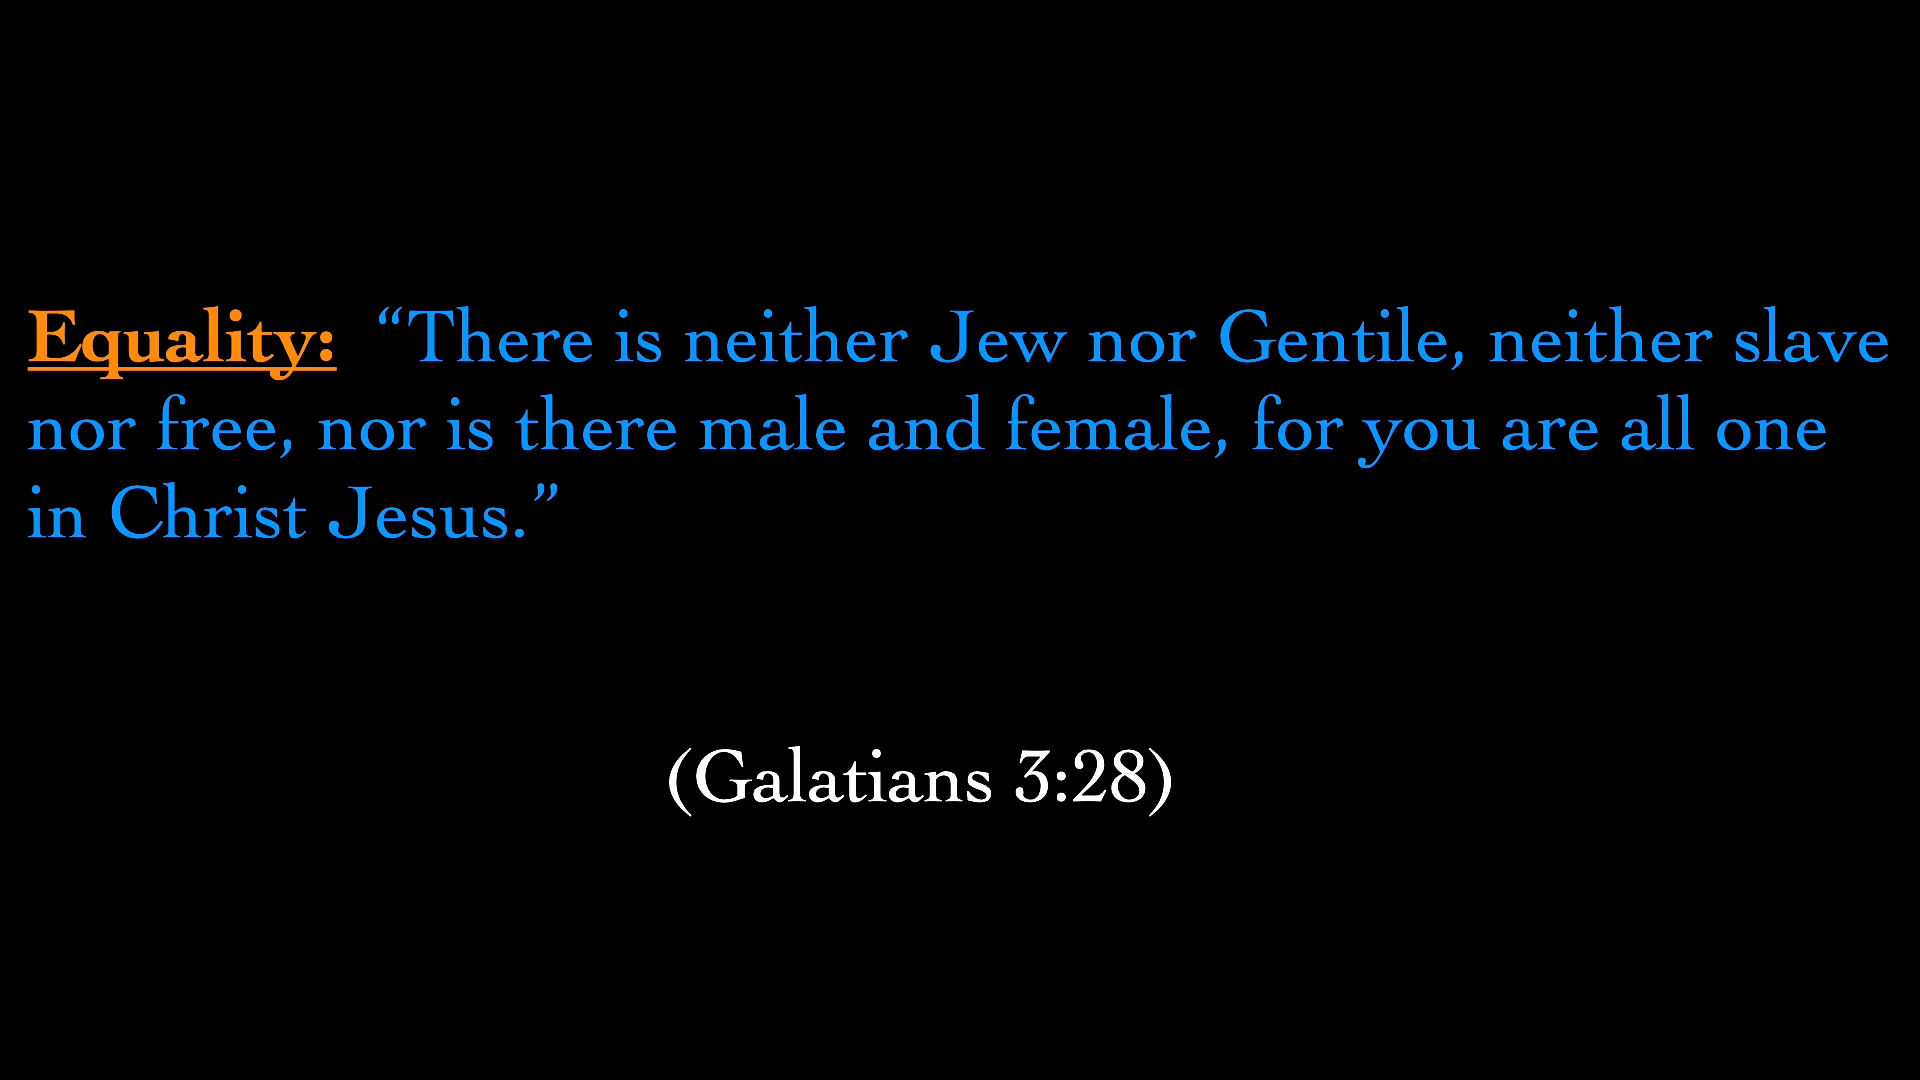 Equality: “There is neither Jew nor Gentile, neither slave
nor free, nor is there male and female, for you are all one
in Christ Jesus.”
(Galatians 3:28)